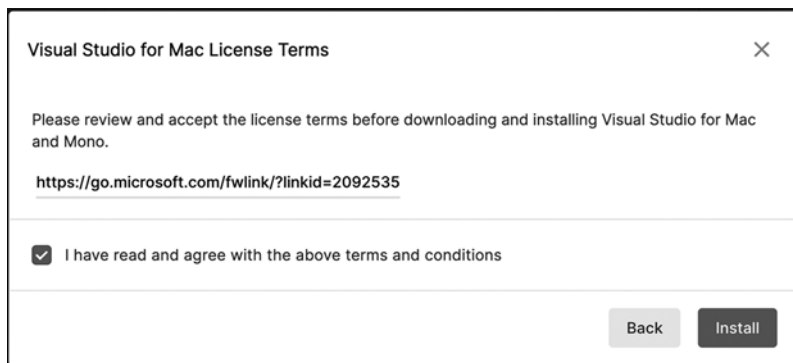 Visual Studio for Mac License Terms
Please review and accept the license terms before downloading and installing Visual Studio for Mac
and Mono.
https://go.microsoft.com/fwlink/?linkid=2092535
I have read and agree with the above terms and conditions
Back
Install